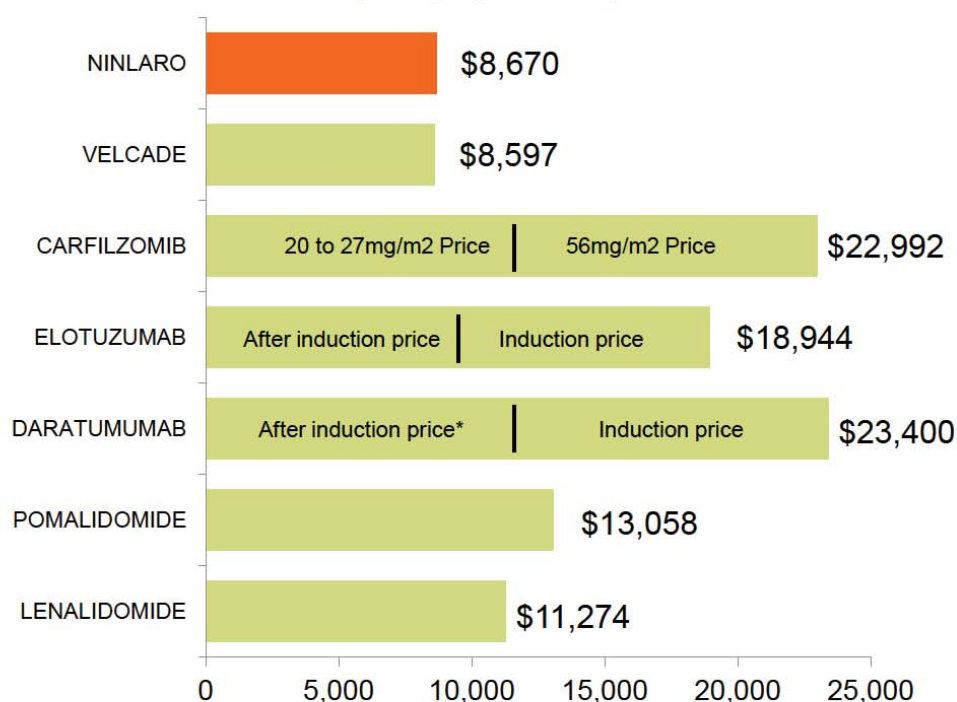 NINLARO $8,670
VELCADE $8,597
CARFILZOMIB 20 to 27mg/m2 Price 56mg/m2 Price $22,992
ELOTUZUMAB After induction price Induction price $18,944
DARATUMUMAB After induction price* Induction price $23,400
POMALIDOMIDE $13,058
LENALIDOMIDE $11,274
0 5,000 10,000 15,000 20,000 25,000